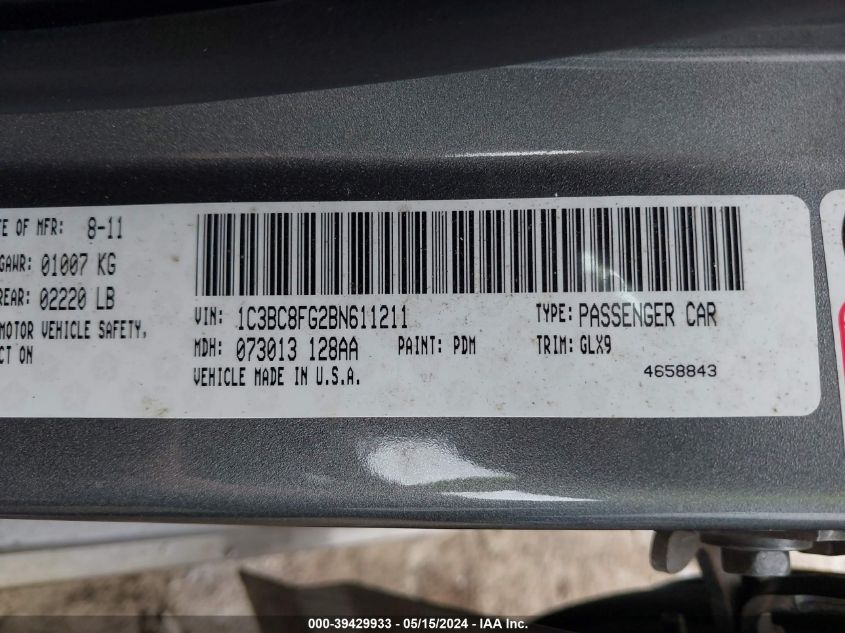 TE OF MFR: 8-11
GAWR: 01007 KG
REAR: 02220 LB
MOTOR VEHICLE SAFETY,
CT ON
VIN: 1C3BC8FG2BN611211 TYPE: PASSENGER CAR
MDH: 073013 128AA PAINT: PDM TRIM: GLX9
VEHICLE MADE IN U.S.A. 4658843
000-39429933 - 05/15/2024 - IAA Inc.